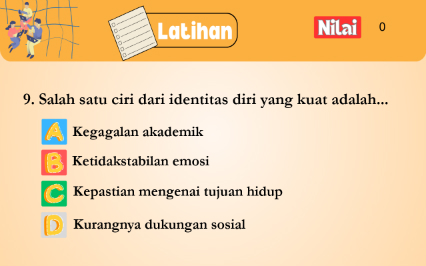 Latihan
Nilai 0
9. Salah satu ciri dari identitas diri yang kuat adalah...
A Kegagalan akademik
B Ketidakstabilan emosi
C Kepastian mengenai tujuan hidup
D Kurangnya dukungan sosial